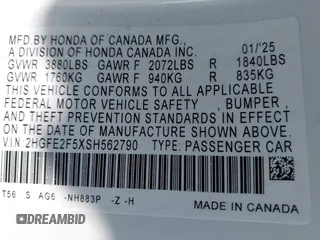 MFD.BY HONDA OF CANADA MFG.,
A DIVISION OF HONDA CANADA INC. 01/'25
GVWR 3880LBS GAWR F 2072LBS R 1840LBS
GVWR 1760KG GAWR F 940KG R 835KG
THIS VEHICLE CONFORMS TO ALL APPLICABLE
FEDERAL MOTOR VEHICLE SAFETY, BUMPER, AND THEFT PREVENTION STANDARDS IN EFFECT ON THE DATE OF MANUFACTURE SHOWN ABOVE.
V.I.N. 2HGFE2F5XSH562790 TYPE: PASSENGER CAR
T56 S AG6 -NH883P -Z -H
MADE IN CANADA
WRECKED AUTO